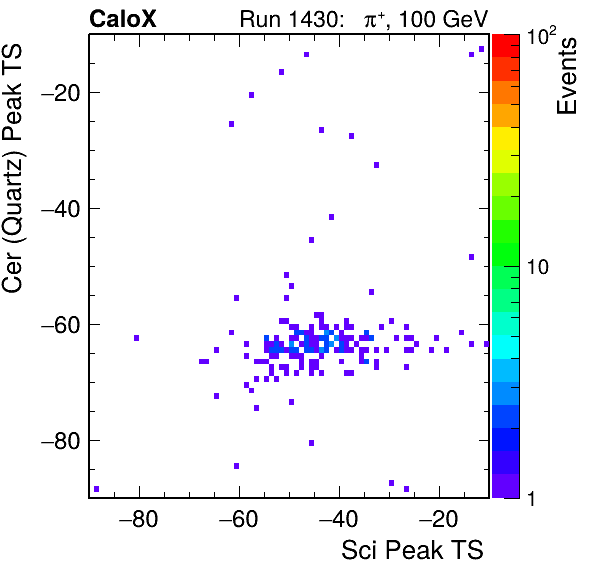 CaloX Run 1430: π⁺, 100 GeV
Cer (Quartz) Peak TS
−20
−40
−60
−80
−80 −60 −40 −20
Sci Peak TS
10²
10
1
Events